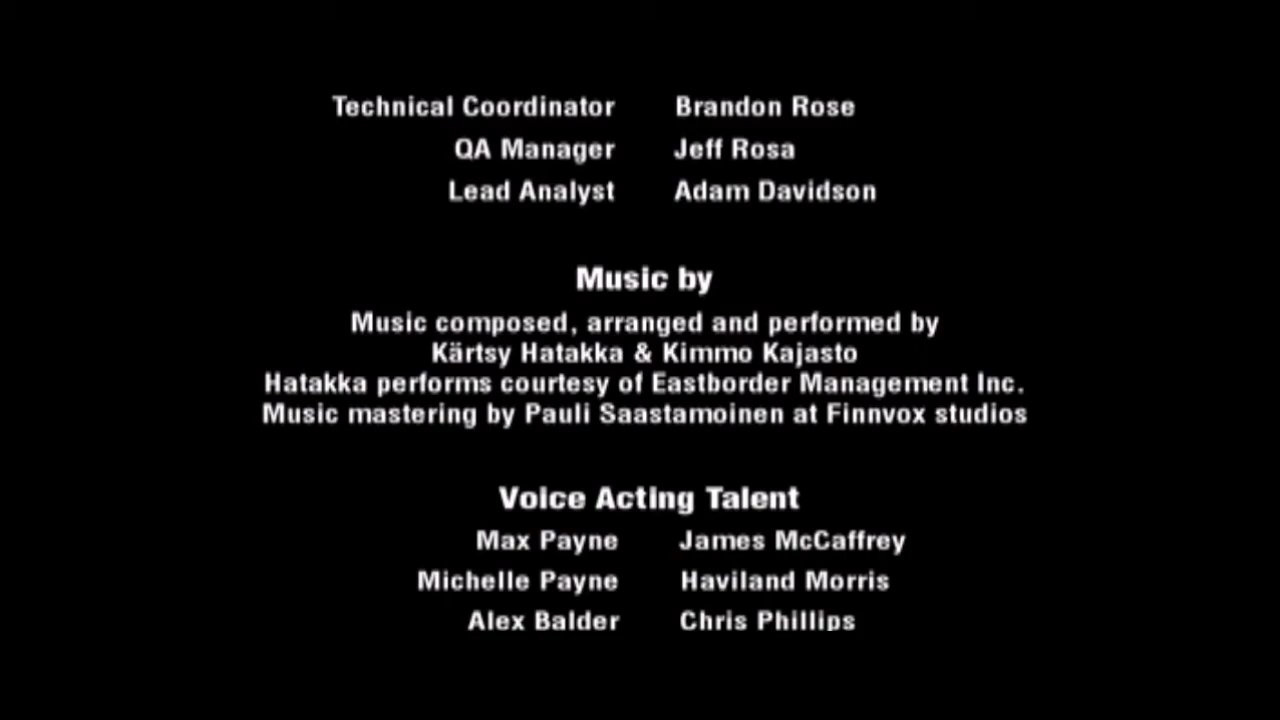 Technical Coordinator Brandon Rose
QA Manager Jeff Rosa
Lead Analyst Adam Davidson
Music by
Music composed, arranged and performed by
Kärtsy Hatakka & Kimmo Kajasto
Hatakka performs courtesy of Eastborder Management Inc.
Music mastering by Pauli Saastamoinen at Finnvox studios
Voice Acting Talent
Max Payne James McCaffrey
Michelle Payne Haviland Morris
Alex Balder Chris Phillips